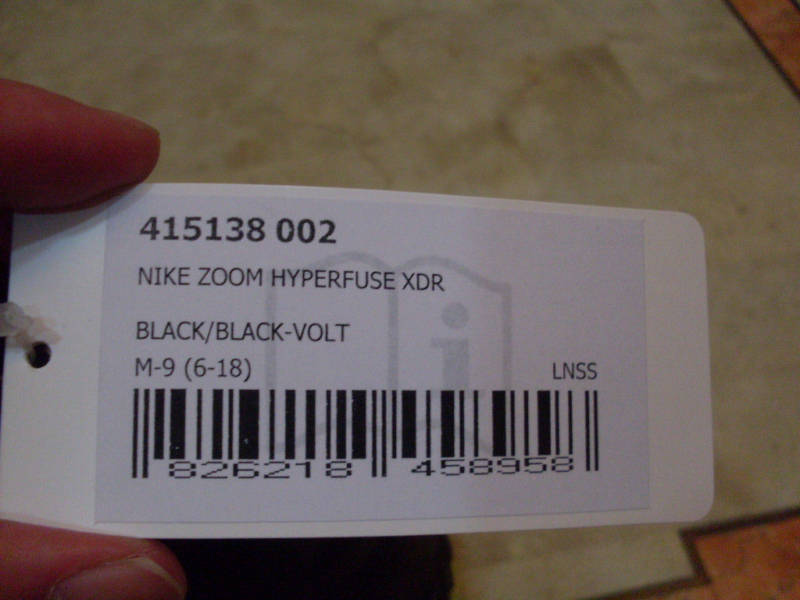 415138 002
NIKE ZOOM HYPERFUSE XDR
BLACK/BLACK-VOLT
M-9 (6-18) LNSS
826218 458958